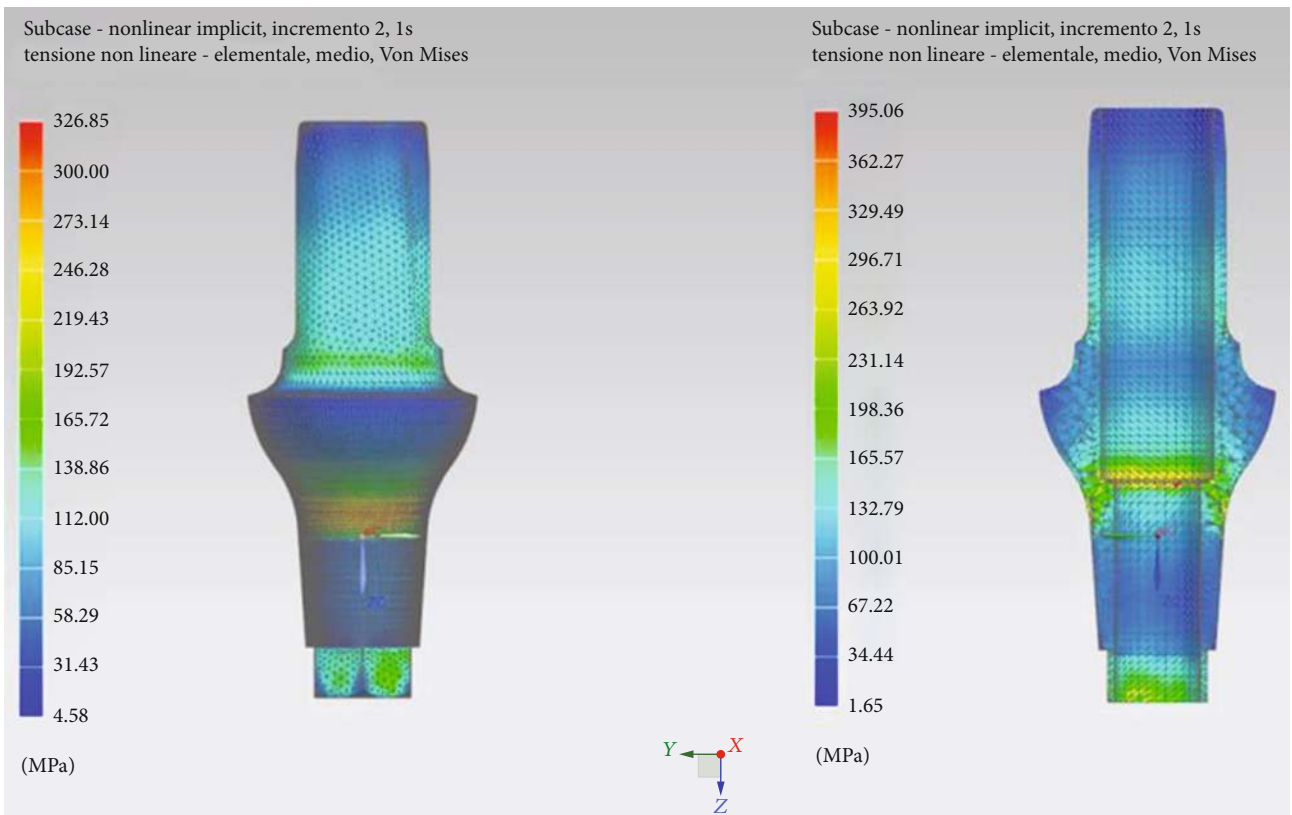 Subcase - nonlinear implicit, incremento 2, 1s
tensione non lineare - elementale, medio, Von Mises
326.85
300.00
273.14
246.28
219.43
192.57
165.72
138.86
112.00
85.15
58.29
31.43
4.58
(MPa)
Subcase - nonlinear implicit, incremento 2, 1s
tensione non lineare - elementale, medio, Von Mises
395.06
362.27
329.49
296.71
263.92
231.14
198.36
165.57
132.79
100.01
67.22
34.44
1.65
(MPa)
Y
X
Z